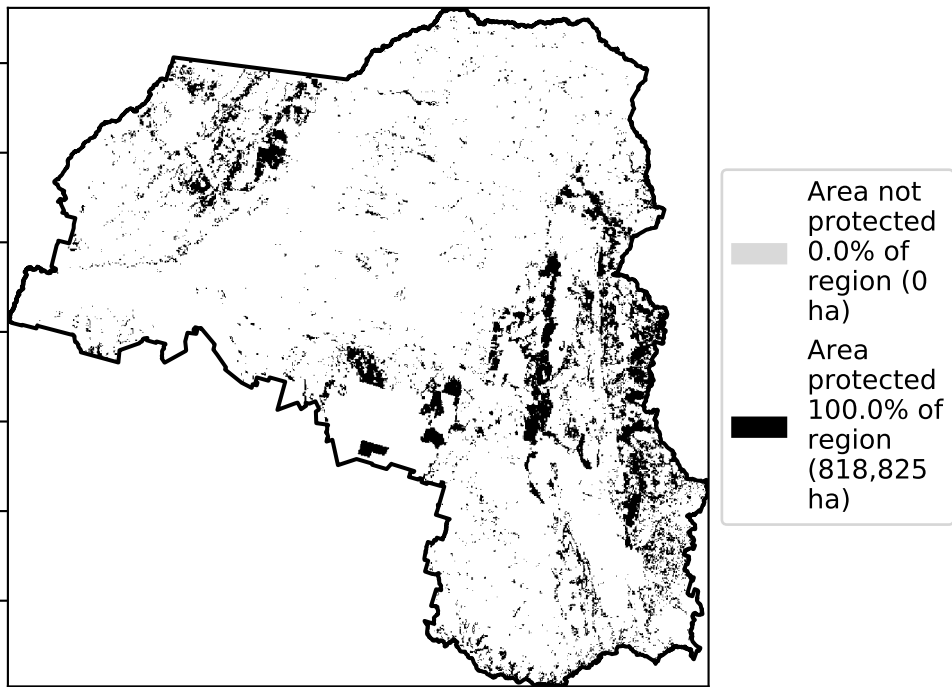 Area not
protected
0.0% of
region (0
ha)
Area
protected
100.0% of
region
(818,825
ha)